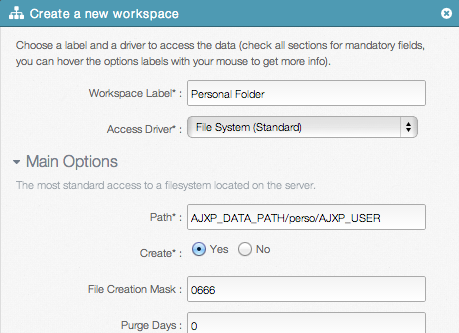 Create a new workspace
Choose a label and a driver to access the data (check all sections for mandatory fields,
you can hover the options labels with your mouse to get more info).
Workspace Label* : Personal Folder
Access Driver* : File System (Standard)
Main Options
The most standard access to a filesystem located on the server.
Path* : AJXP_DATA_PATH/perso/AJXP_USER
Create* : Yes No
File Creation Mask : 0666
Purge Days : 0